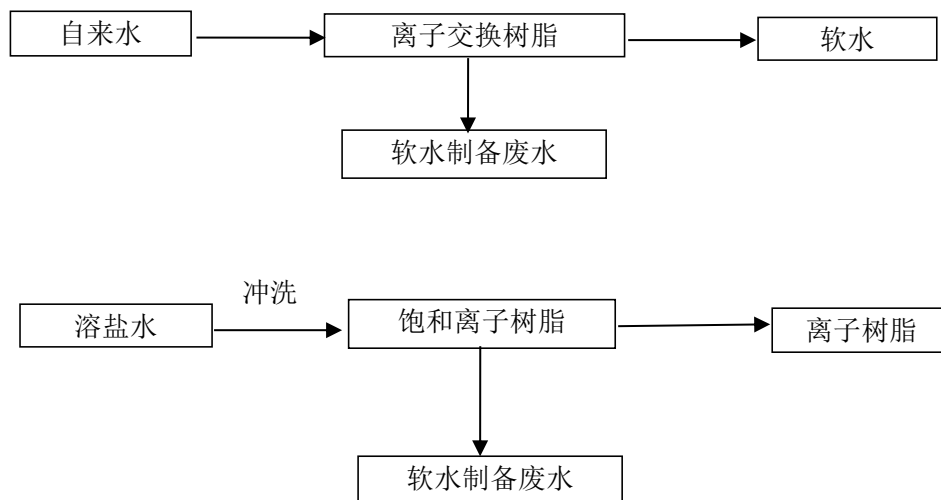 自来水
离子交换树脂
软水
软水制备废水
冲洗
溶盐水
饱和离子树脂
离子树脂
软水制备废水